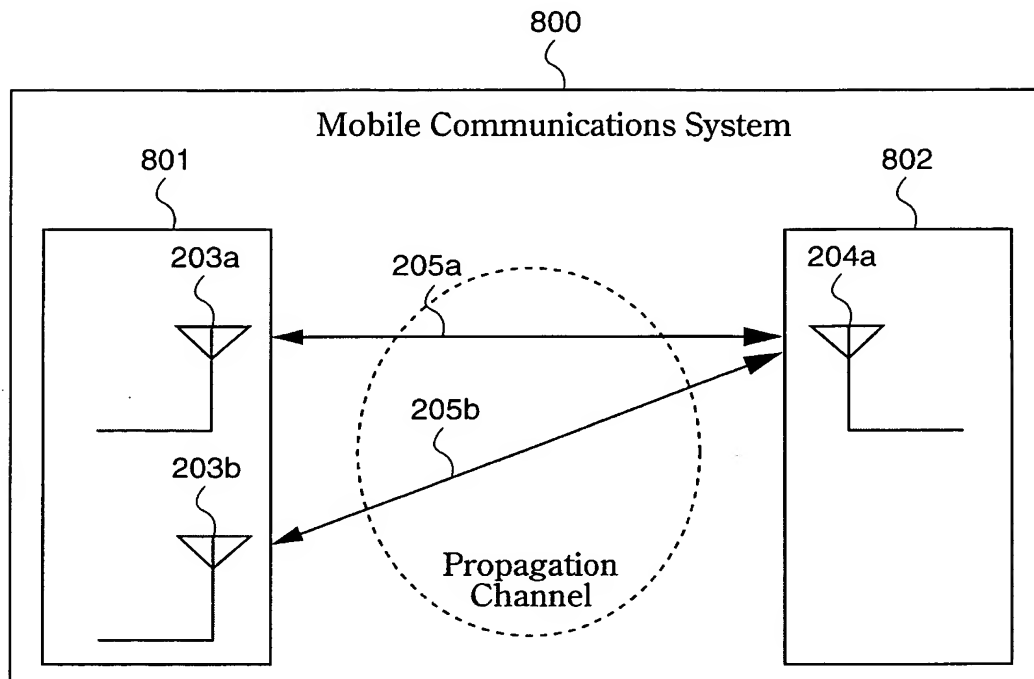 800
Mobile Communications System
801
802
203a
205a
204a
205b
203b
Propagation
Channel